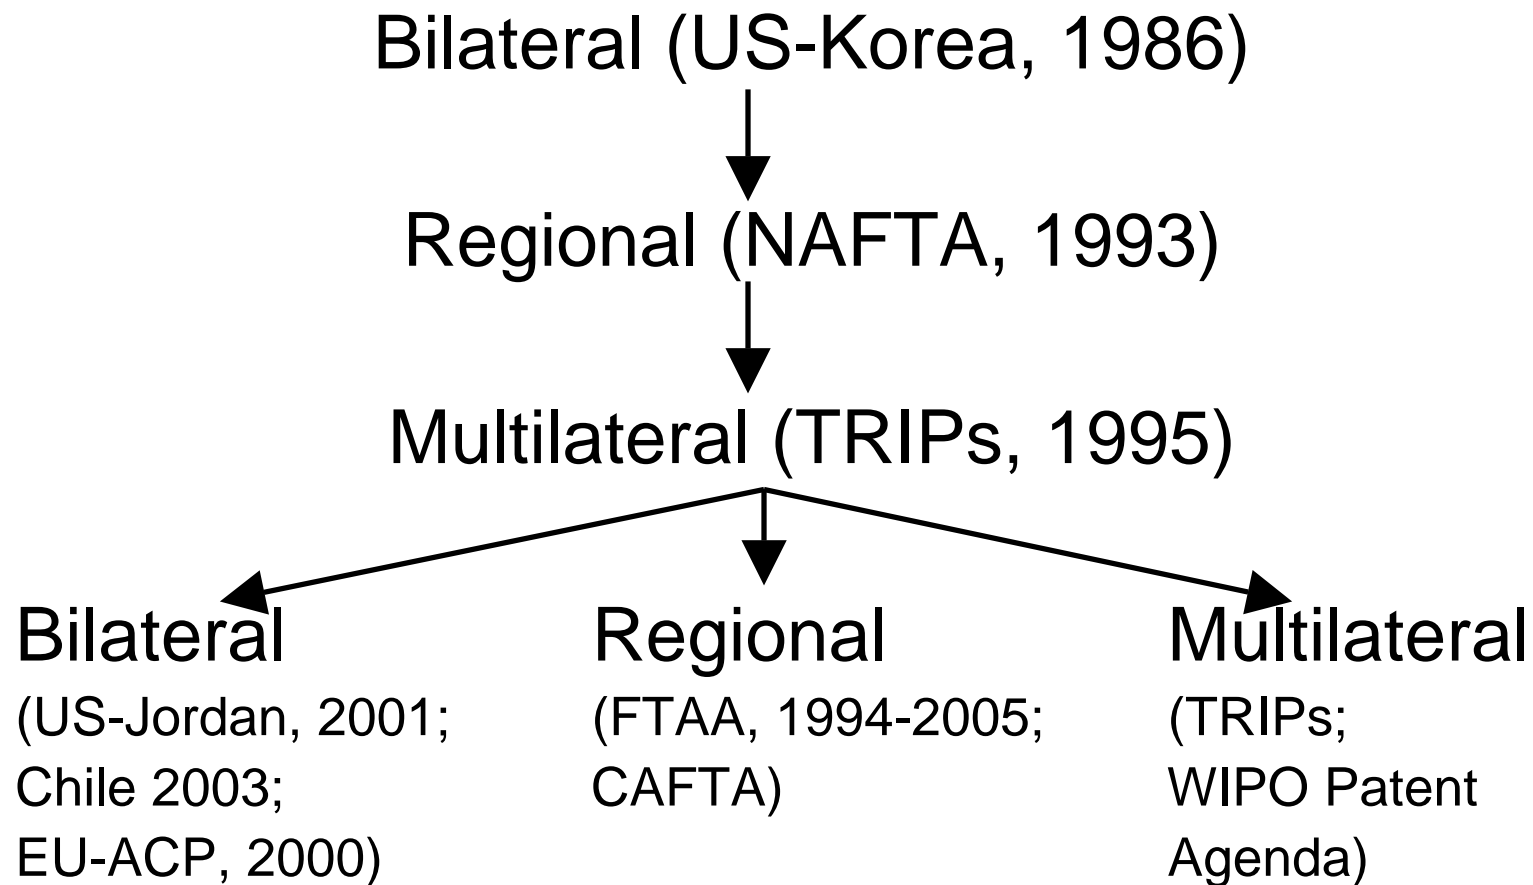 Bilateral (US-Korea, 1986)
Regional (NAFTA, 1993)
Multilateral (TRIPs, 1995)
Bilateral
(US-Jordan, 2001;
Chile 2003;
EU-ACP, 2000)
Regional
(FTAA, 1994-2005;
CAFTA)
Multilateral
(TRIPs;
WIPO Patent
Agenda)